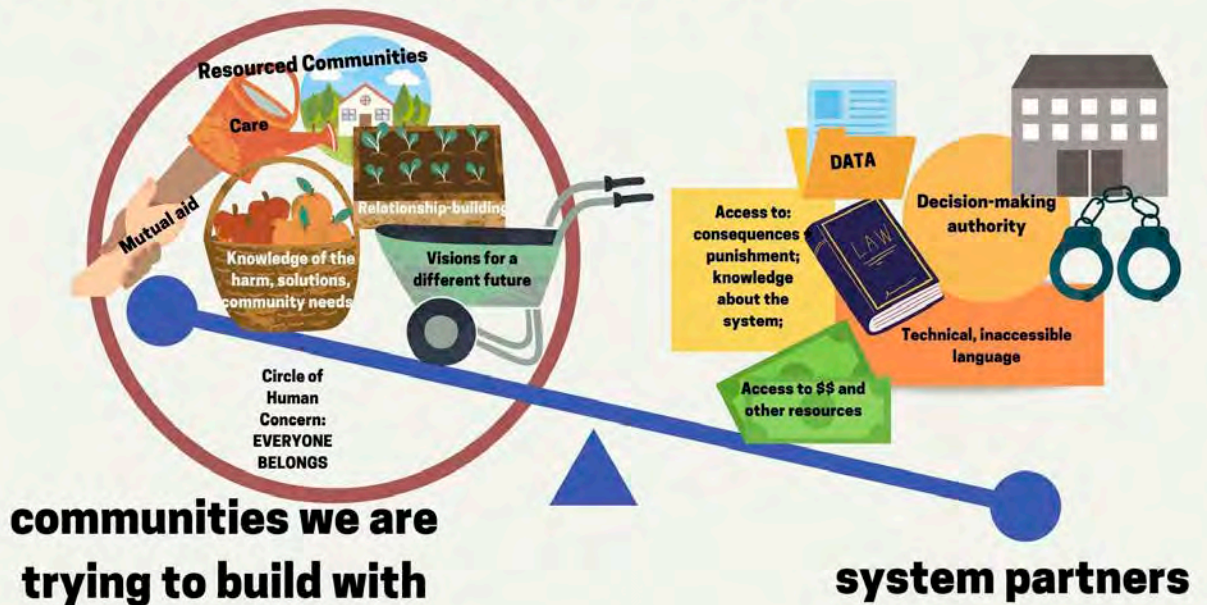 Resourced Communities
Care
Mutual aid
Relationship-building
Knowledge of the
harm, solutions,
community needs
Visions for a
different future
Circle of
Human
Concern:
EVERYONE
BELONGS
communities we are
trying to build with
DATA
Access to:
consequences
punishment;
knowledge
about the
system;
LAW
Decision-making
authority
Technical, inaccessible
language
Access to $$ and
other resources
system partners